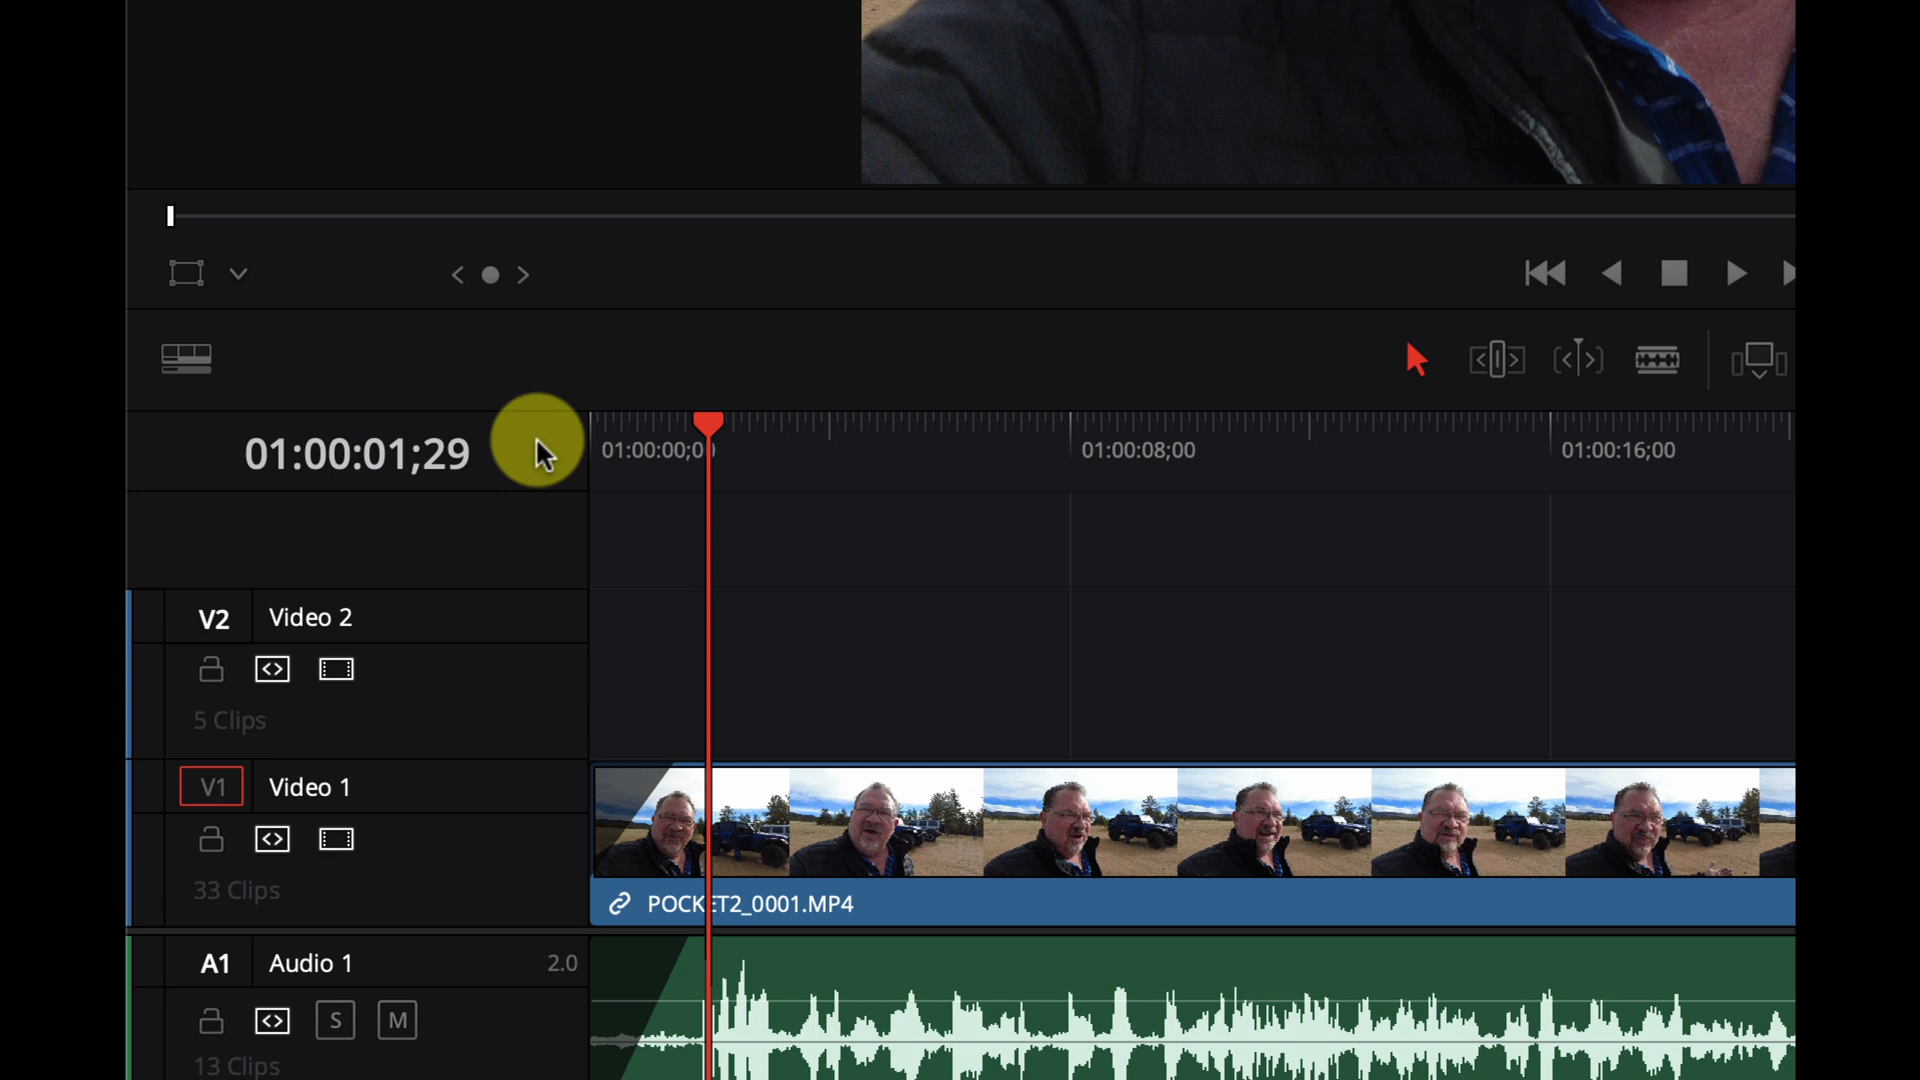 01:00:01;29
01:00:00;0
01:00:08;00
01:00:16;00
V2 Video 2
5 Clips
V1 Video 1
33 Clips
POCKET2_0001.MP4
A1 Audio 1 2.0
S M
13 Clips